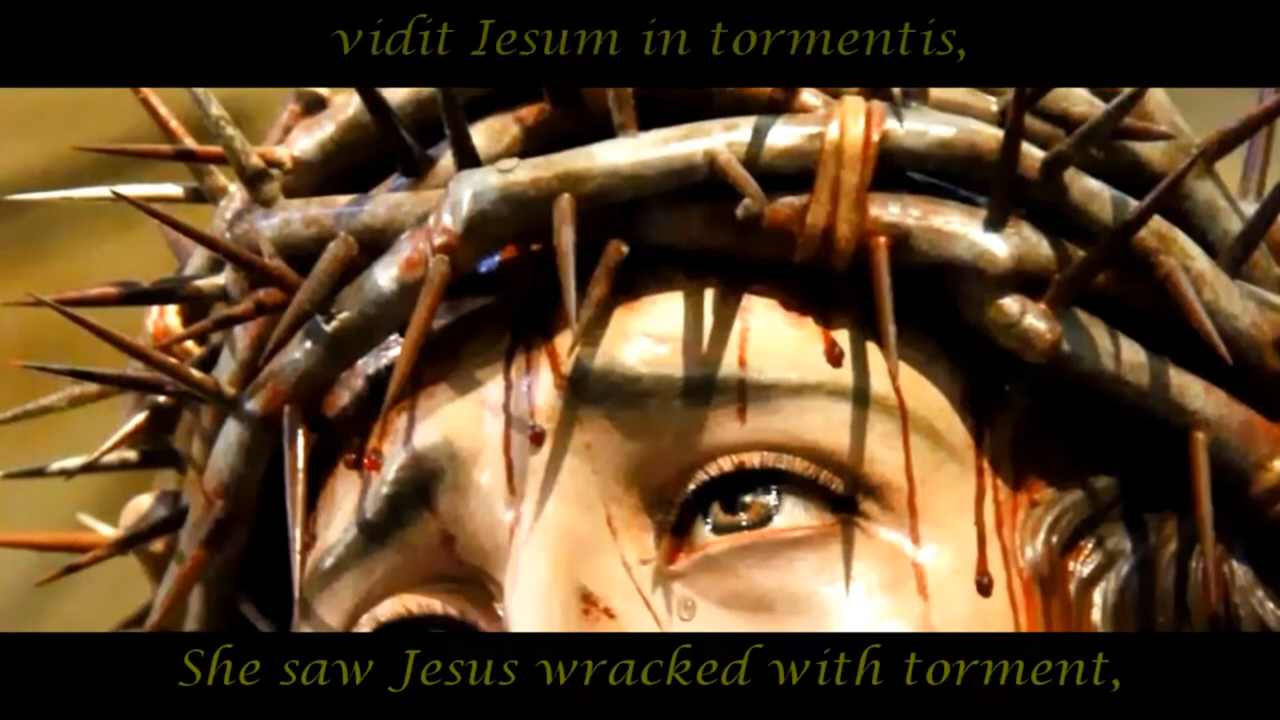 vidit Iesum in tormentis,
She saw Jesus wracked with torment,